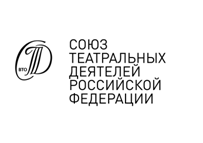 ВТО
СОЮЗ
ТЕАТРАЛЬНЫХ
ДЕЯТЕЛЕЙ
РОССИЙСКОЙ
ФЕДЕРАЦИИ